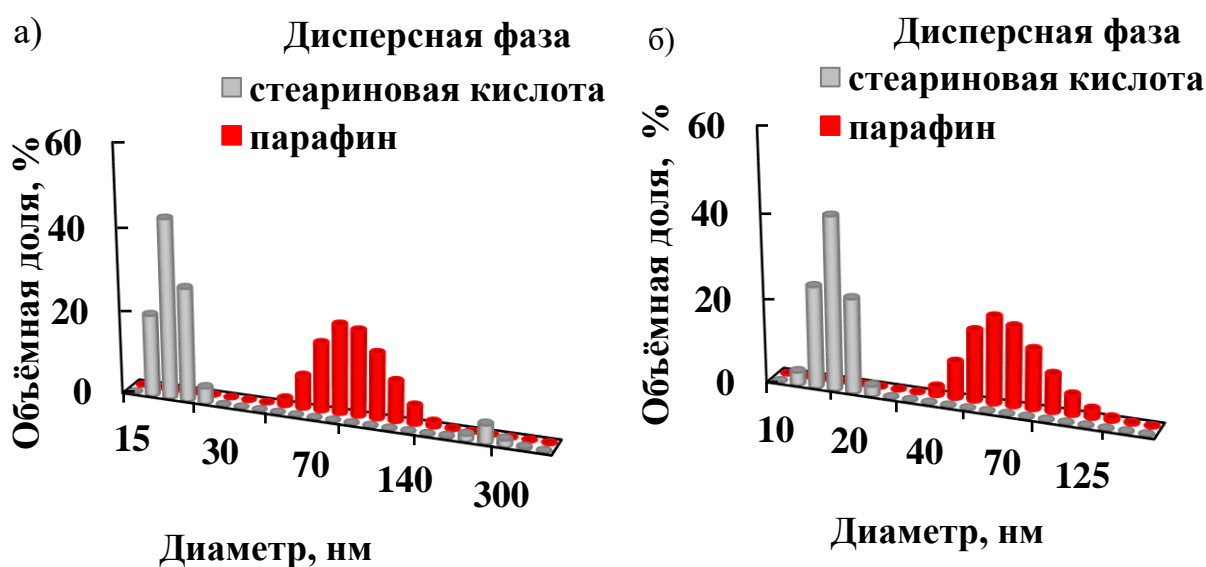 а)
Дисперсная фаза
стеариновая кислота
парафин
Объёмная доля, %
60
40
20
0
15
30
70
140
300
Диаметр, нм
б)
Дисперсная фаза
стеариновая кислота
парафин
Объёмная доля, %
60
40
20
0
10
20
40
70
125
Диаметр, нм